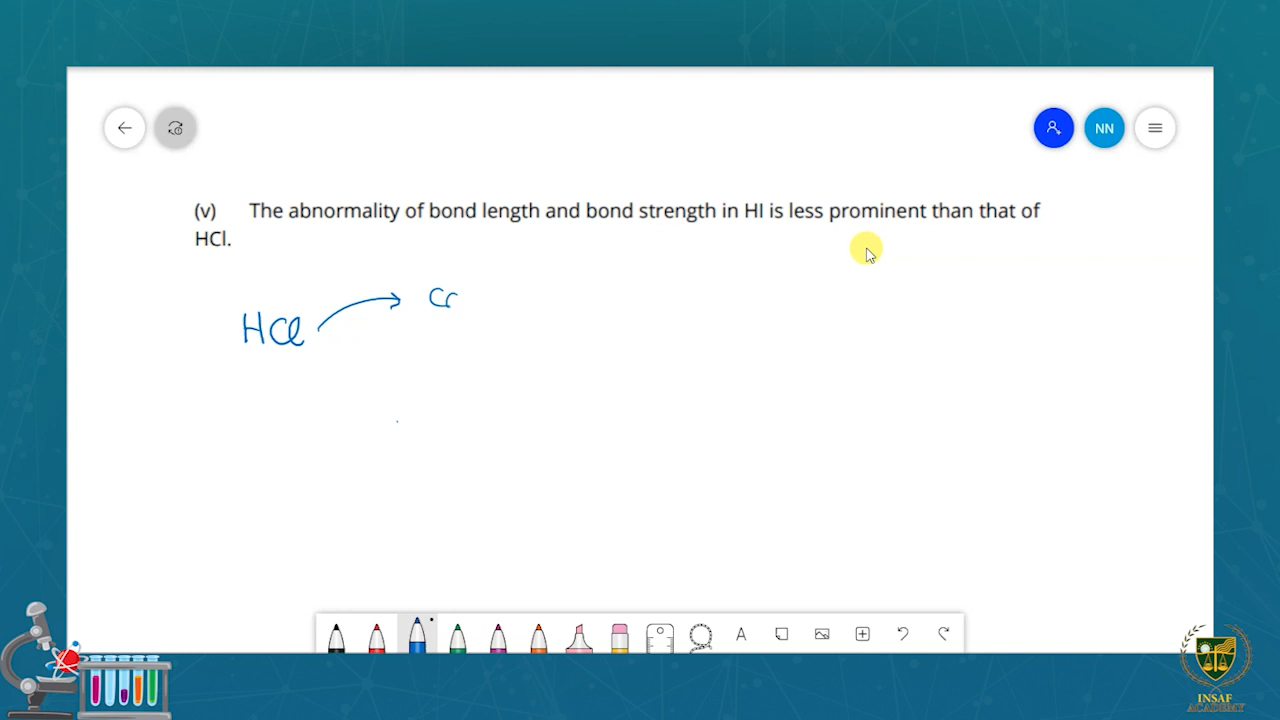 NN
(v) The abnormality of bond length and bond strength in HI is less prominent than that of
HCl.
HCl
Co
A
INSAF
ACADEMY